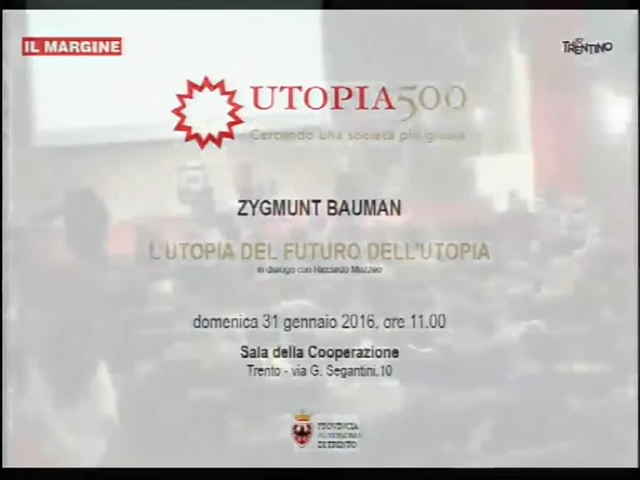 IL MARGINE
TRENTINO
UTOPIA500
Cercando una società più giusta
ZYGMUNT BAUMAN
L'UTOPIA DEL FUTURO DELL'UTOPIA
in dialogo con Riccardo Mazzeo
domenica 31 gennaio 2016, ore 11.00
Sala della Cooperazione
Trento - via G. Segantini,10
PROVINCIA
AUTONOMA
DI TRENTO